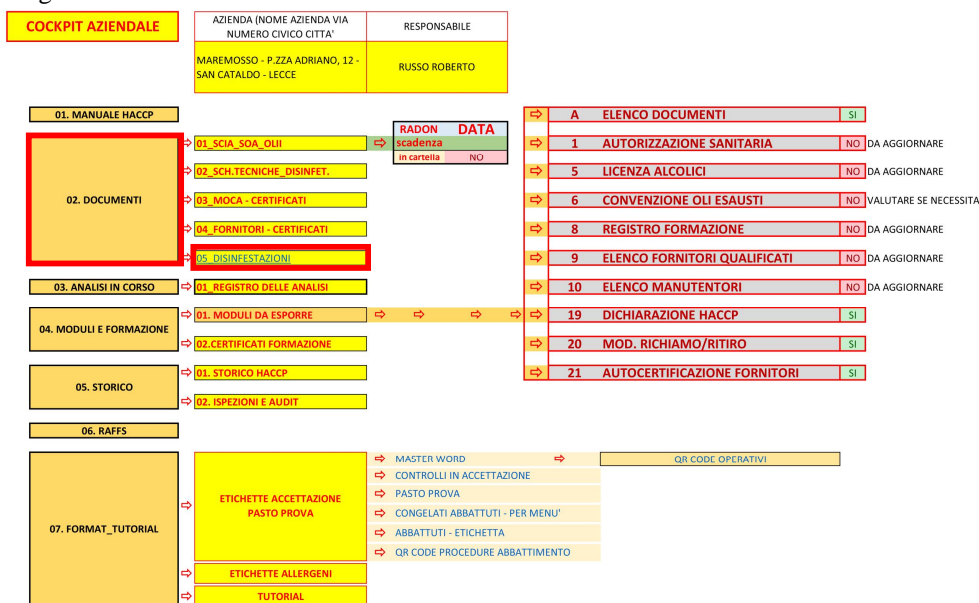 COCKPIT AZIENDALE
AZIENDA (NOME AZIENDA VIA
NUMERO CIVICO CITTA'
RESPONSABILE
MAREMOSSO - P.ZZA ADRIANO, 12 -
SAN CATALDO - LECCE
RUSSO ROBERTO
01. MANUALE HACCP
A ELENCO DOCUMENTI SI
RADON DATA
02. DOCUMENTI
01_SCIA_SOA_OLII
scadenza
in cartella NO
1 AUTORIZZAZIONE SANITARIA NO DA AGGIORNARE
02_SCH.TECNICHE_DISINFET.
5 LICENZA ALCOLICI NO DA AGGIORNARE
03_MOCA - CERTIFICATI
6 CONVENZIONE OLI ESAUSTI NO VALUTARE SE NECESSITA
04_FORNITORI - CERTIFICATI
8 REGISTRO FORMAZIONE NO DA AGGIORNARE
05_DISINFESTAZIONI
9 ELENCO FORNITORI QUALIFICATI NO DA AGGIORNARE
03. ANALISI IN CORSO
01_REGISTRO DELLE ANALISI
10 ELENCO MANUTENTORI NO DA AGGIORNARE
04. MODULI E FORMAZIONE
01. MODULI DA ESPORRE
19 DICHIARAZIONE HACCP SI
02.CERTIFICATI FORMAZIONE
20 MOD. RICHIAMO/RITIRO SI
05. STORICO
01. STORICO HACCP
21 AUTOCERTIFICAZIONE FORNITORI SI
02. ISPEZIONI E AUDIT
06. RAFFS
07. FORMAT_TUTORIAL
ETICHETTE ACCETTAZIONE
PASTO PROVA
MASTER WORD
QR CODE OPERATIVI
CONTROLLI IN ACCETTAZIONE
PASTO PROVA
CONGELATI ABBATTUTI - PER MENU'
ABBATTUTI - ETICHETTA
QR CODE PROCEDURE ABBATTIMENTO
ETICHETTE ALLERGENI
TUTORIAL